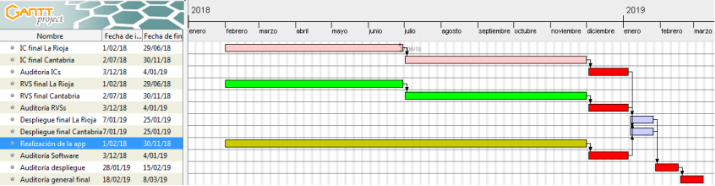 GANTT
project
2018
2019
Nombre
Fecha de i...
Fecha de fin
enero
febrero
marzo
abril
mayo
junio
julio
agosto
septiembre
octubre
noviembre
diciembre
enero
febrero
marzo
IC final La Rioja 1/02/18 29/06/18
IC final Cantabria 2/07/18 30/11/18
Auditoría ICs 3/12/18 4/01/19
RVS final La Rioja 1/02/18 29/06/18
RVS final Cantabria 2/07/18 30/11/18
Auditoría RVSs 3/12/18 4/01/19
Despliegue final La Rioja 7/01/19 25/01/19
Despliegue final Cantabria 7/01/19 25/01/19
Realización de la app 1/02/18 30/11/18
Auditoría Software 3/12/18 4/01/19
Auditoría despliegue 28/01/19 15/02/19
Auditoría general final 18/02/19 8/03/19